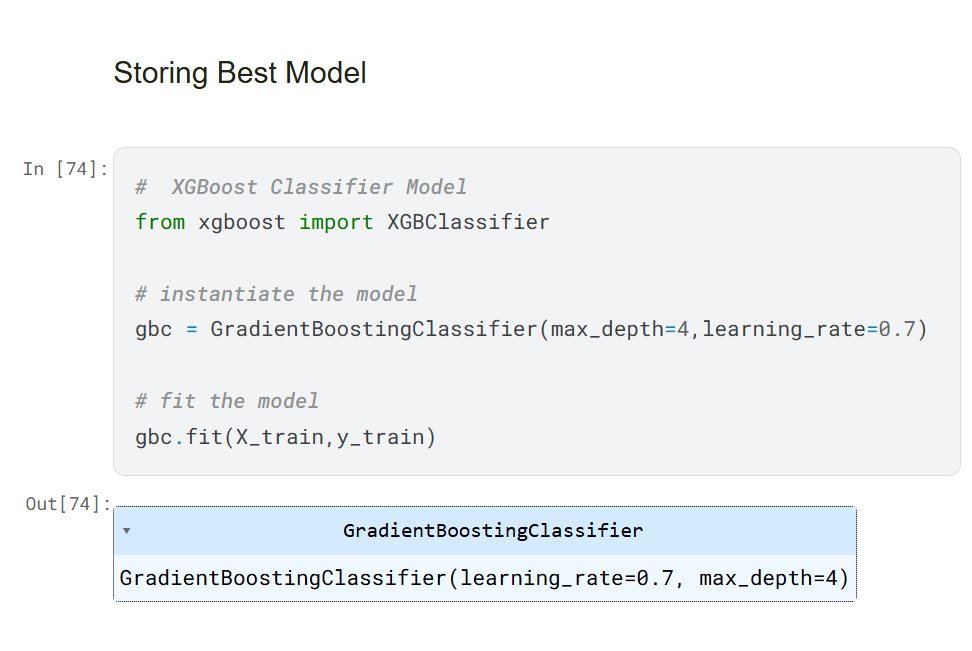 Storing Best Model
In [74]:
#  XGBoost Classifier Model
from xgboost import XGBClassifier
# instantiate the model
gbc = GradientBoostingClassifier(max_depth=4,learning_rate=0.7)
# fit the model
gbc.fit(X_train,y_train)
Out[74]:
▾ GradientBoostingClassifier
GradientBoostingClassifier(learning_rate=0.7, max_depth=4)